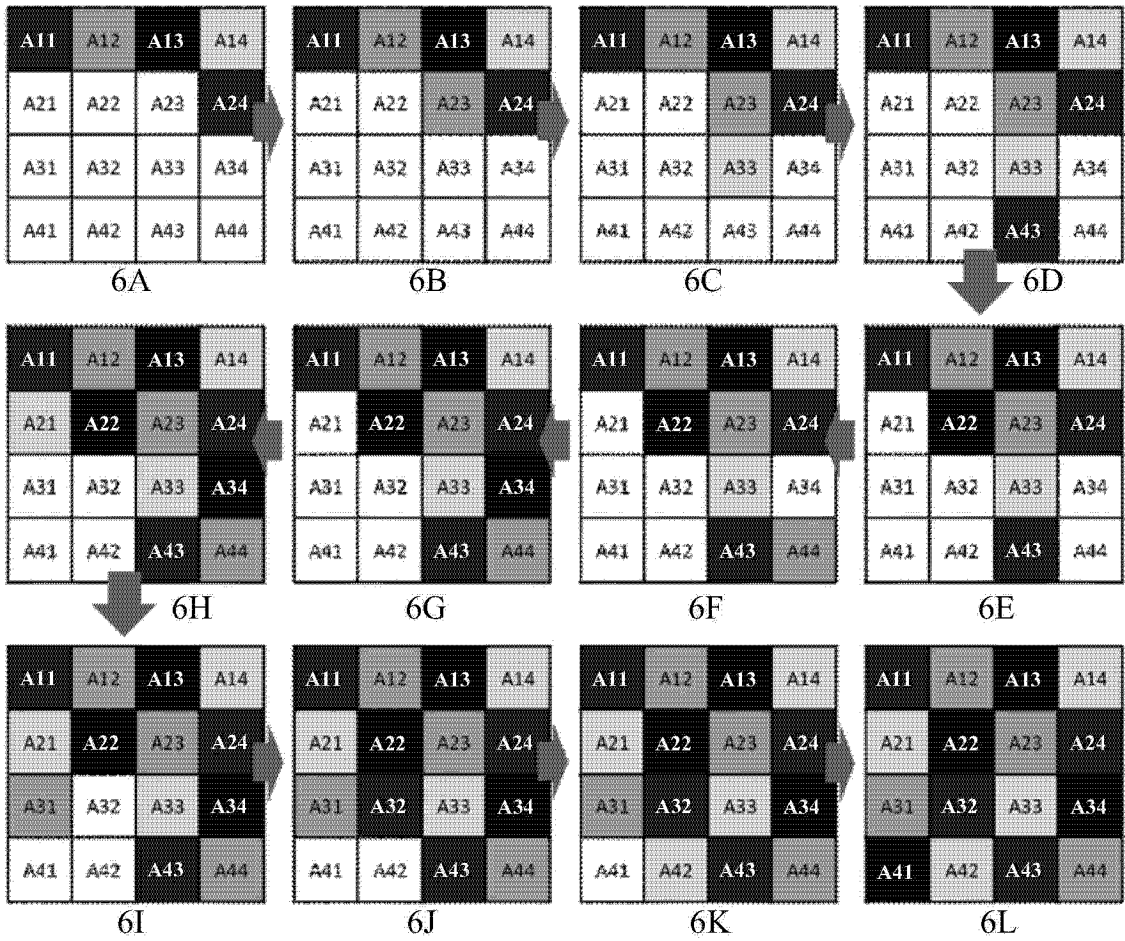 A11 A12 A13 A14 A11 A12 A13 A14 A11 A12 A13 A14 A11 A12 A13 A14
A21 A22 A23 A24 A21 A22 A23 A24 A21 A22 A23 A24 A21 A22 A23 A24
A31 A32 A33 A34 A31 A32 A33 A34 A31 A32 A33 A34 A31 A32 A33 A34
A41 A42 A43 A44 A41 A42 A43 A44 A41 A42 A43 A44 A41 A42 A43 A44
6A 6B 6C 6D
A11 A12 A13 A14 A11 A12 A13 A14 A11 A12 A13 A14 A11 A12 A13 A14
A21 A22 A23 A24 A21 A22 A23 A24 A21 A22 A23 A24 A21 A22 A23 A24
A31 A32 A33 A34 A31 A32 A33 A34 A31 A32 A33 A34 A31 A32 A33 A34
A41 A42 A43 A44 A41 A42 A43 A44 A41 A42 A43 A44 A41 A42 A43 A44
6H 6G 6F 6E
A11 A12 A13 A14 A11 A12 A13 A14 A11 A12 A13 A14 A11 A12 A13 A14
A21 A22 A23 A24 A21 A22 A23 A24 A21 A22 A23 A24 A21 A22 A23 A24
A31 A32 A33 A34 A31 A32 A33 A34 A31 A32 A33 A34 A31 A32 A33 A34
A41 A42 A43 A44 A41 A42 A43 A44 A41 A42 A43 A44 A41 A42 A43 A44
6I 6J 6K 6L